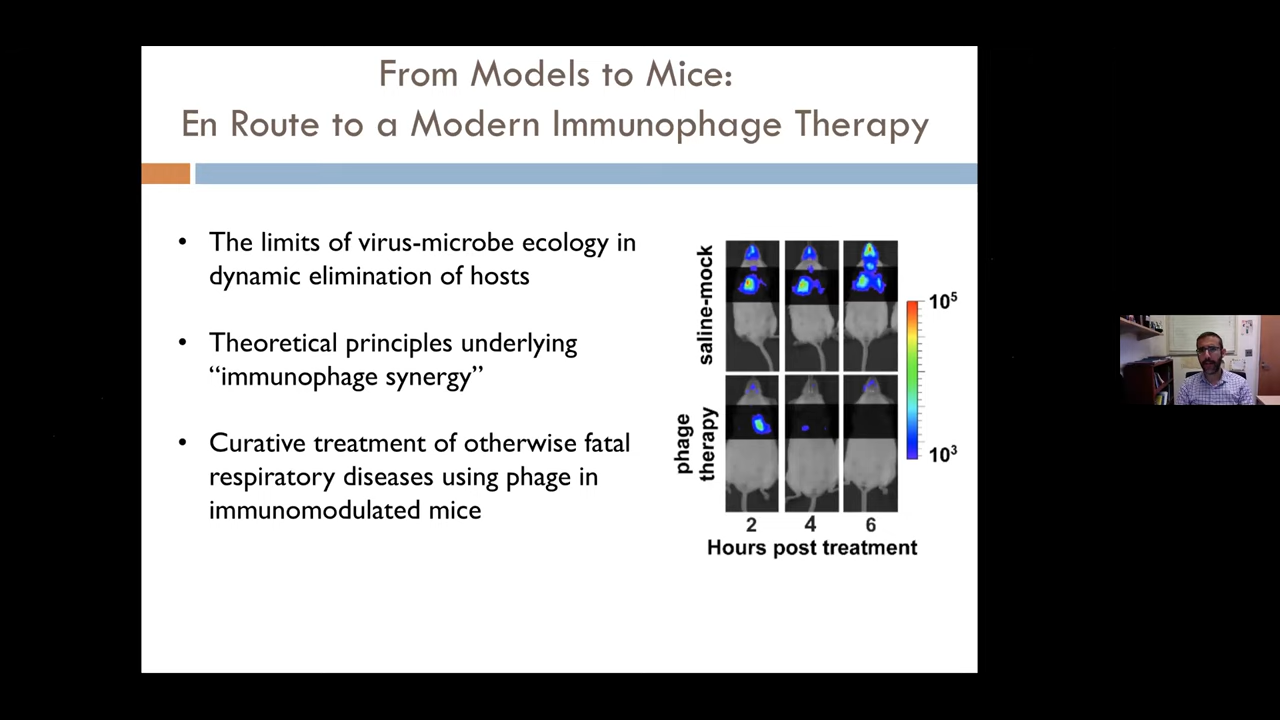 From Models to Mice:
En Route to a Modern Immunophage Therapy
• The limits of virus-microbe ecology in
dynamic elimination of hosts
• Theoretical principles underlying
“immunophage synergy”
• Curative treatment of otherwise fatal
respiratory diseases using phage in
immunomodulated mice
saline-mock
phage
therapy
10⁵
10³
2 4 6
Hours post treatment